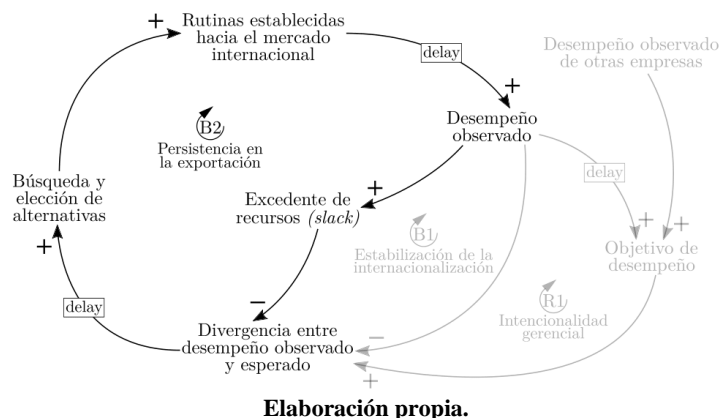 Rutinas establecidas
hacia el mercado
internacional
+
delay
Desempeño observado
de otras empresas
+
Desempeño
observado
B2
Persistencia en
la exportación
delay
Búsqueda y
elección de
alternativas
+
+
Excedente de
recursos (slack)
B1
Estabilización de la
internacionalización
+
+
Objetivo de
desempeño
delay
R1
Intencionalidad
gerencial
−
Divergencia entre
desempeño observado
y esperado
−
+
Elaboración propia.